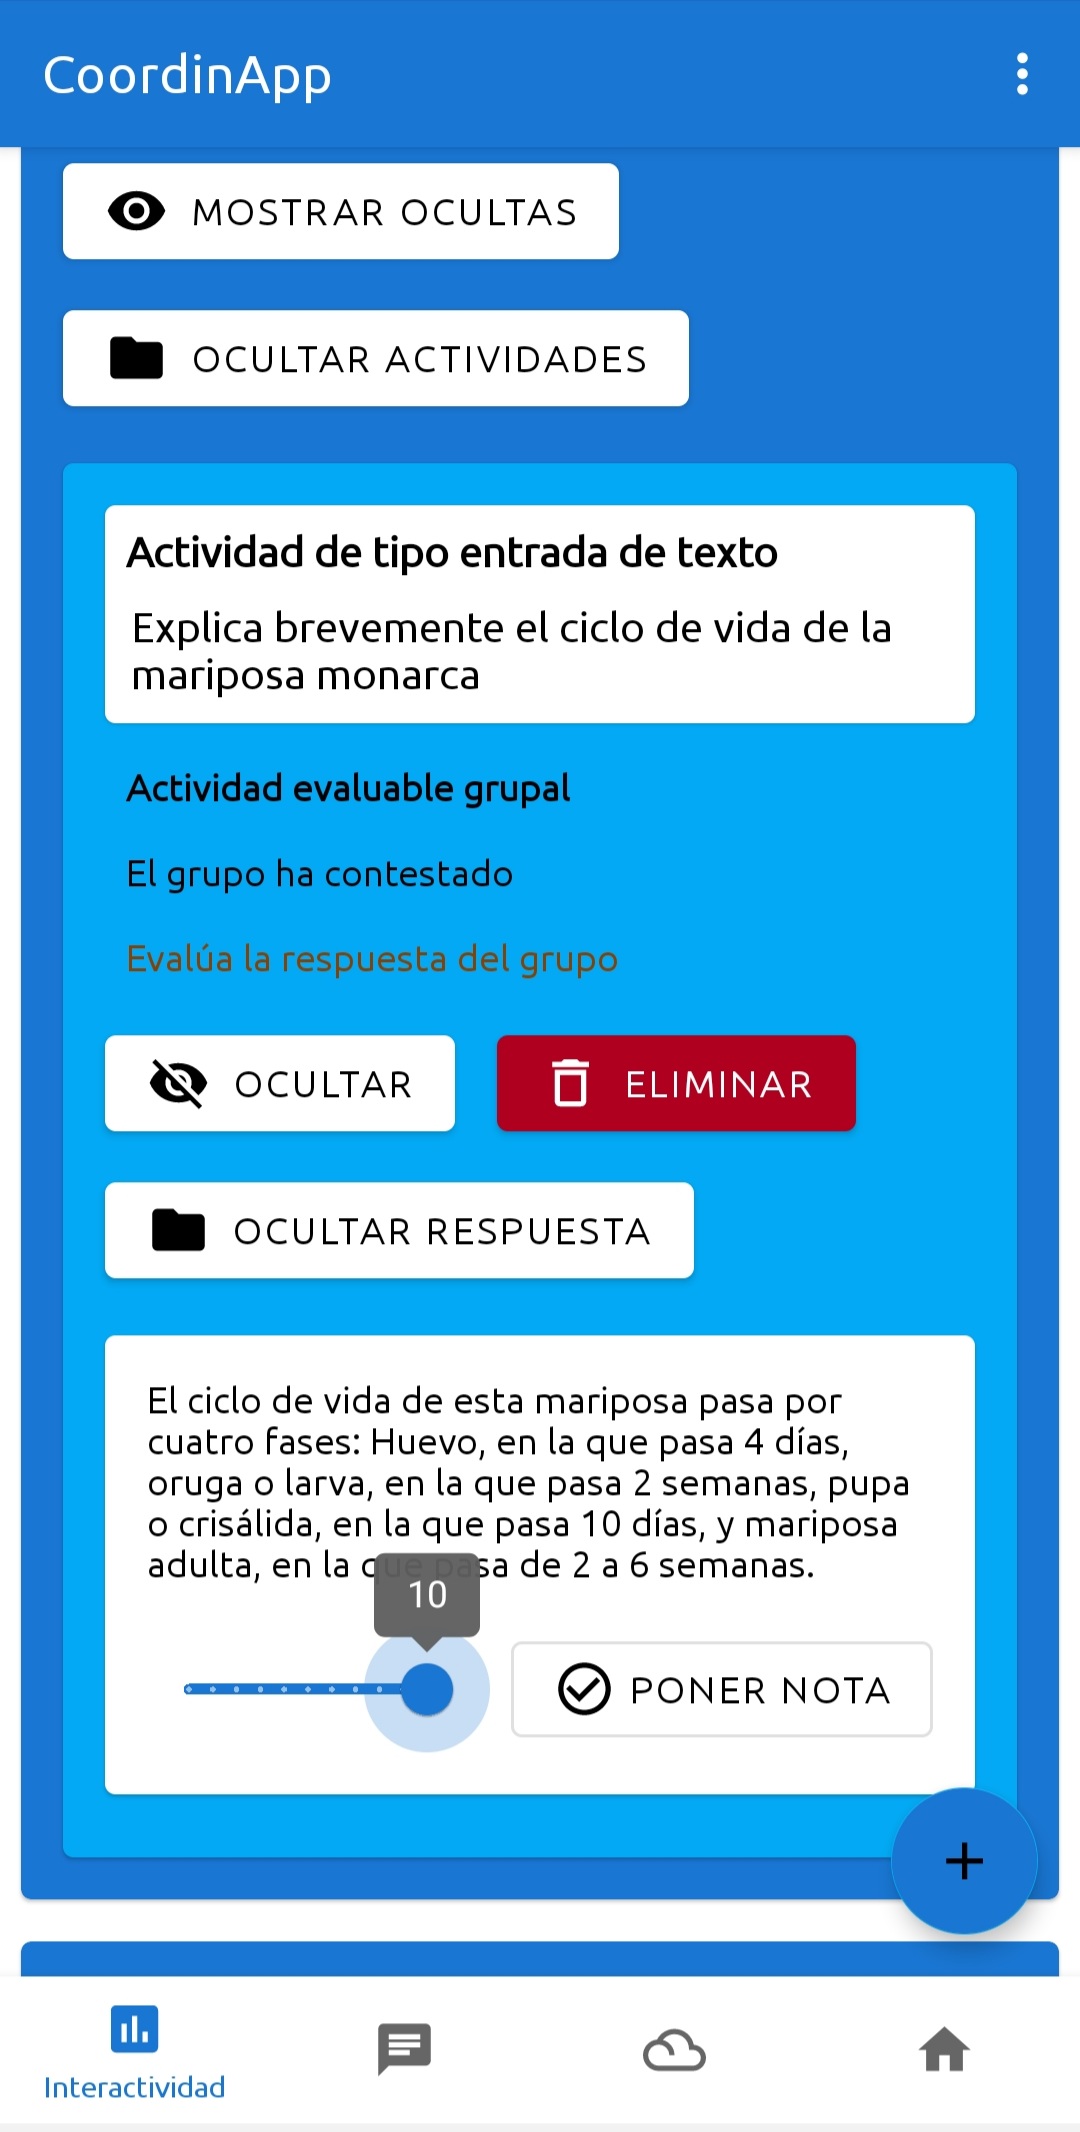 CoordinApp
MOSTRAR OCULTAS
OCULTAR ACTIVIDADES
Actividad de tipo entrada de texto
Explica brevemente el ciclo de vida de la
mariposa monarca
Actividad evaluable grupal
El grupo ha contestado
Evalúa la respuesta del grupo
OCULTAR
ELIMINAR
OCULTAR RESPUESTA
El ciclo de vida de esta mariposa pasa por
cuatro fases: Huevo, en la que pasa 4 días,
oruga o larva, en la que pasa 2 semanas, pupa
o crisálida, en la que pasa 10 días, y mariposa
adulta, en la que pasa de 2 a 6 semanas.
10
PONER NOTA
Interactividad